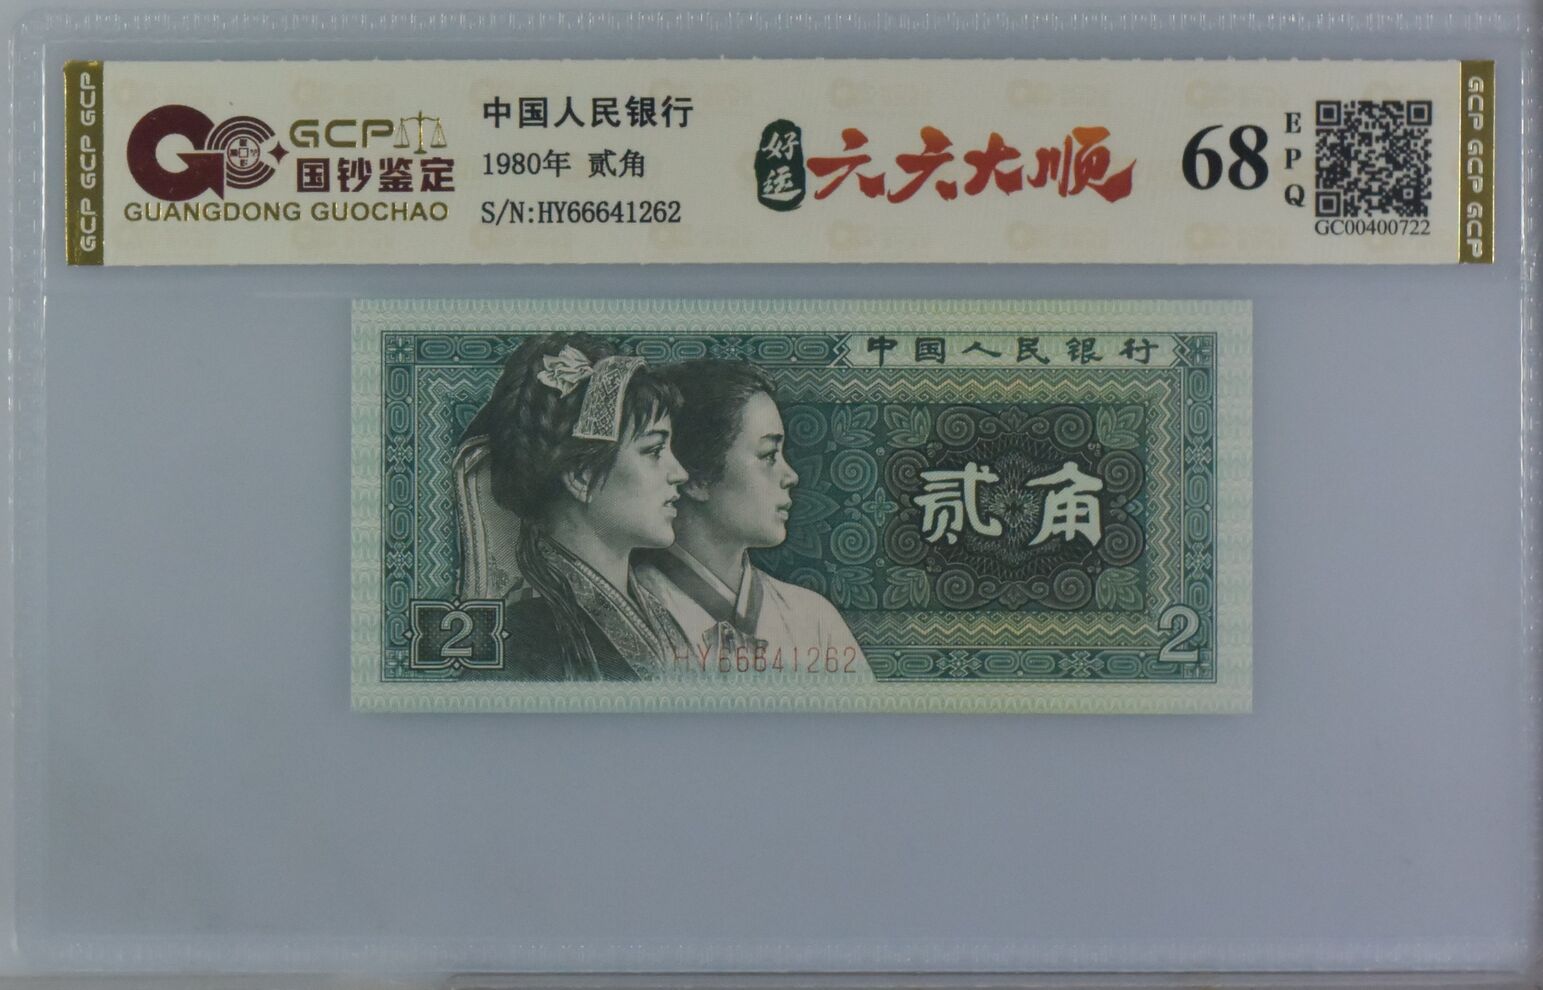 GCP GCP GCP
GCP
国钞鉴定
GUANGDONG GUOCHAO
中国人民银行
1980年 贰角
S/N:HY66641262
好运
六六大顺
68
EPQ
GC00400722
GCP GCP GCP
中国人民银行
贰角
2
HY66641262
2